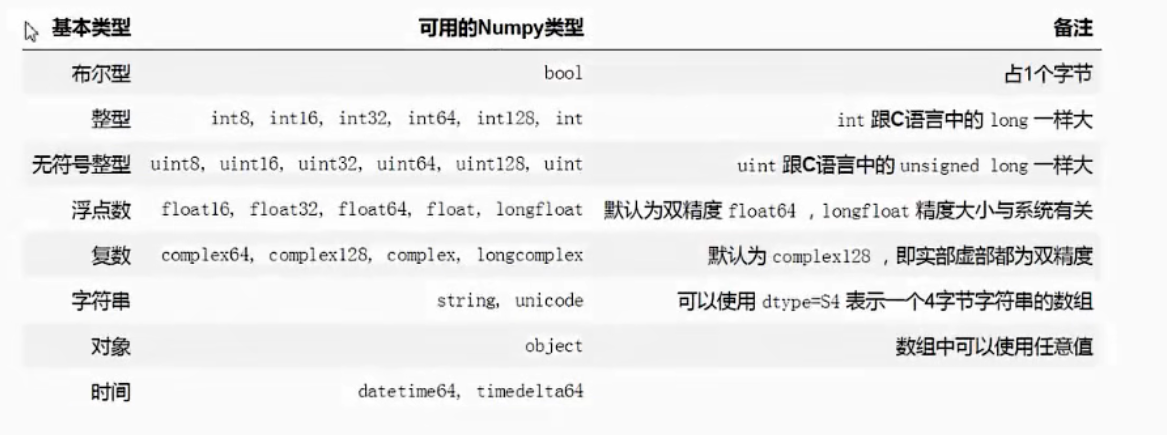 基本类型 可用的Numpy类型 备注
布尔型 bool 占1个字节
整型 int8, int16, int32, int64, int128, int int 跟C语言中的 long 一样大
无符号整型 uint8, uint16, uint32, uint64, uint128, uint uint 跟C语言中的 unsigned long 一样大
浮点数 float16, float32, float64, float, longfloat 默认为双精度 float64 ，longfloat 精度大小与系统有关
复数 complex64, complex128, complex, longcomplex 默认为 complex128 ，即实部虚部都为双精度
字符串 string, unicode 可以使用 dtype=S4 表示一个4字节字符串的数组
对象 object 数组中可以使用任意值
时间 datetime64, timedelta64